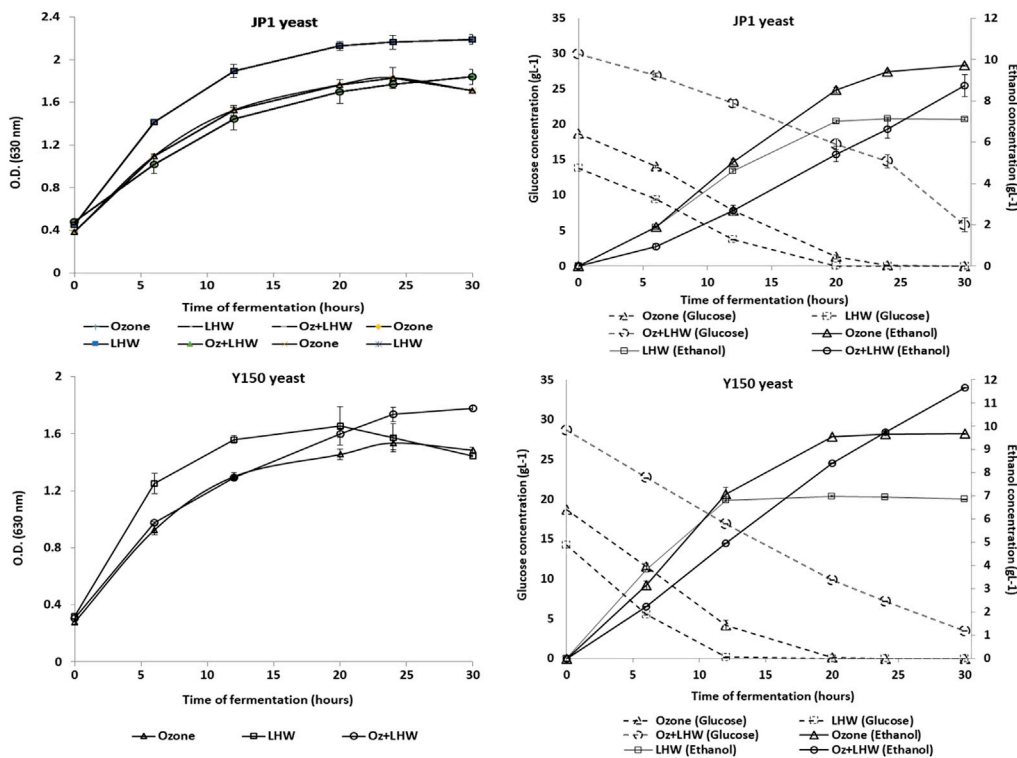 JP1 yeast
2.4
2
1.6
1.2
0.8
0.4
0
O.D. (630 nm)
0 5 10 15 20 25 30
Time of fermentation (hours)
Ozone LHW Oz+LHW Ozone
LHW Oz+LHW Ozone LHW
JP1 yeast
35
30
25
20
15
10
5
0
Glucose concentration (gL-1)
12
10
8
6
4
2
0
Ethanol concentration (gL-1)
0 5 10 15 20 25 30
Time of fermentation (hours)
Ozone (Glucose) LHW (Glucose)
Oz+LHW (Glucose) Ozone (Ethanol)
LHW (Ethanol) Oz+LHW (Ethanol)
Y150 yeast
2
1.6
1.2
0.8
0.4
0
O.D. (630 nm)
0 5 10 15 20 25 30
Time of fermentation (hours)
Ozone LHW Oz+LHW
Y150 yeast
35
30
25
20
15
10
5
0
Glucose concentration (gL-1)
12
11
10
9
8
7
6
5
4
3
2
1
0
Ethanol concentration (gL-1)
0 5 10 15 20 25 30
Time of fermentation (hours)
Ozone (Glucose) LHW (Glucose)
Oz+LHW (Glucose) Ozone (Ethanol)
LHW (Ethanol) Oz+LHW (Ethanol)